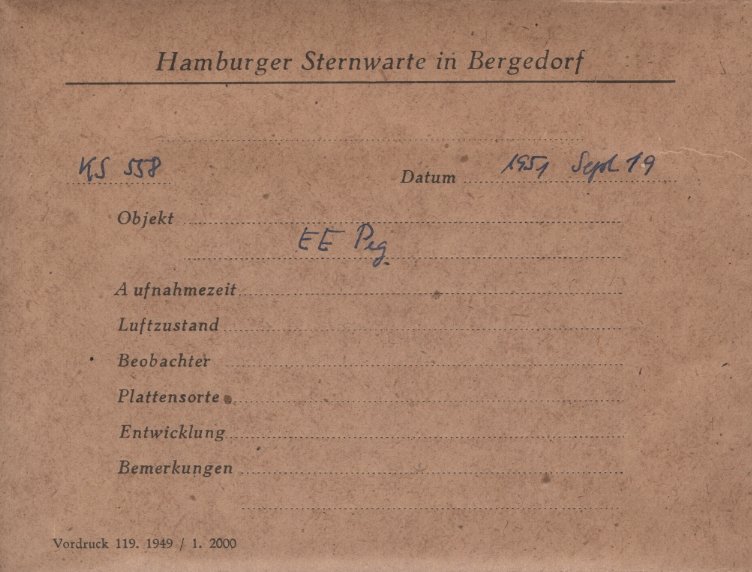 Hamburger Sternwarte in Bergedorf
KS 558 Datum 1951 Sept 19
Objekt
EE Peg
Aufnahmezeit
Luftzustand
Beobachter
Plattensorte
Entwicklung
Bemerkungen
Vordruck 119. 1949 / 1. 2000